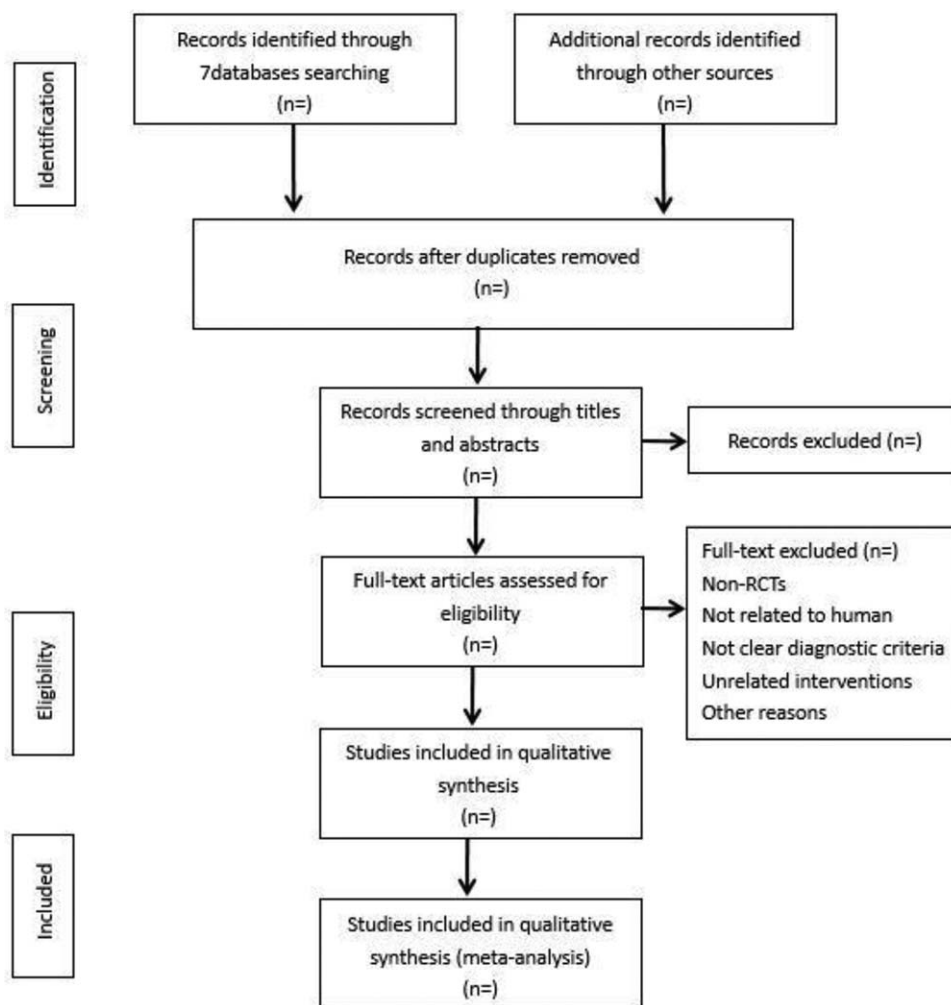 Identification
Records identified through
7databases searching
(n=)
Additional records identified
through other sources
(n=)
Records after duplicates removed
(n=)
Screening
Records screened through titles
and abstracts
(n=)
Records excluded (n=)
Eligibility
Full-text articles assessed for
eligibility
(n=)
Full-text excluded (n=)
Non-RCTs
Not related to human
Not clear diagnostic criteria
Unrelated interventions
Other reasons
Studies included in qualitative
synthesis
(n=)
Included
Studies included in qualitative
synthesis (meta-analysis)
(n=)